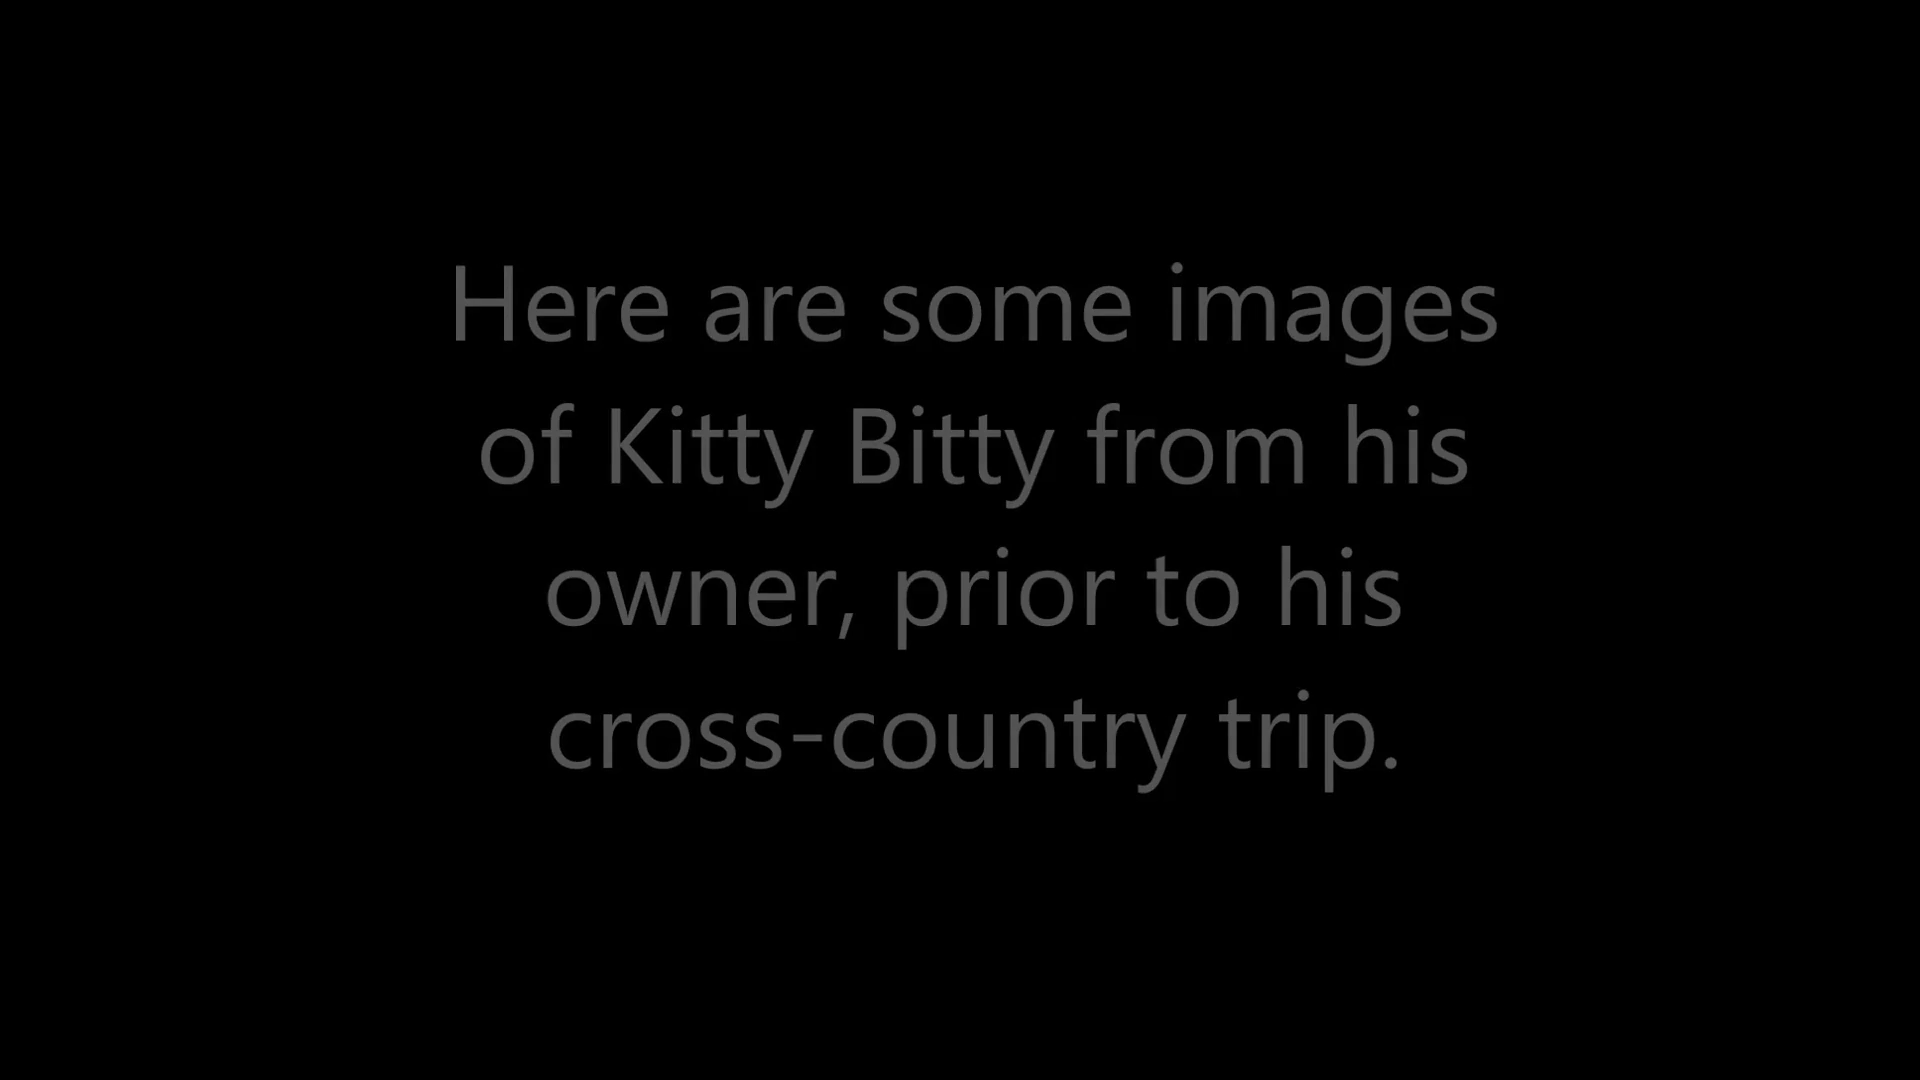 Here are some images
of Kitty Bitty from his
owner, prior to his
cross-country trip.